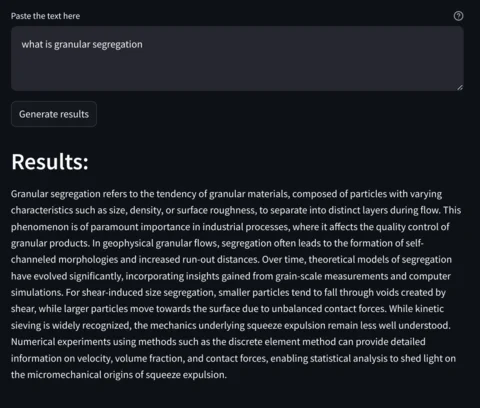 Paste the text here
what is granular segregation
Generate results
Results:
Granular segregation refers to the tendency of granular materials, composed of particles with varying
characteristics such as size, density, or surface roughness, to separate into distinct layers during flow. This
phenomenon is of paramount importance in industrial processes, where it affects the quality control of
granular products. In geophysical granular flows, segregation often leads to the formation of self-
channeled morphologies and increased run-out distances. Over time, theoretical models of segregation
have evolved significantly, incorporating insights gained from grain-scale measurements and computer
simulations. For shear-induced size segregation, smaller particles tend to fall through voids created by
shear, while larger particles move towards the surface due to unbalanced contact forces. While kinetic
sieving is widely recognized, the mechanics underlying squeeze expulsion remain less well understood.
Numerical experiments using methods such as the discrete element method can provide detailed
information on velocity, volume fraction, and contact forces, enabling statistical analysis to shed light on
the micromechanical origins of squeeze expulsion.